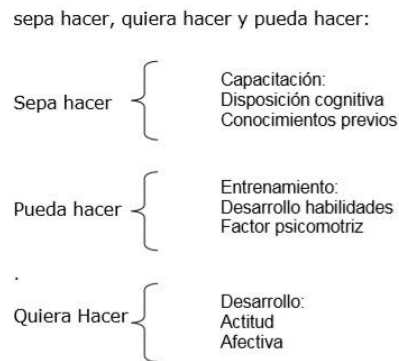 sepa hacer, quiera hacer y pueda hacer:
Sepa hacer
Capacitación:
Disposición cognitiva
Conocimientos previos
Pueda hacer
Entrenamiento:
Desarrollo habilidades
Factor psicomotriz
.
Quiera Hacer
Desarrollo:
Actitud
Afectiva